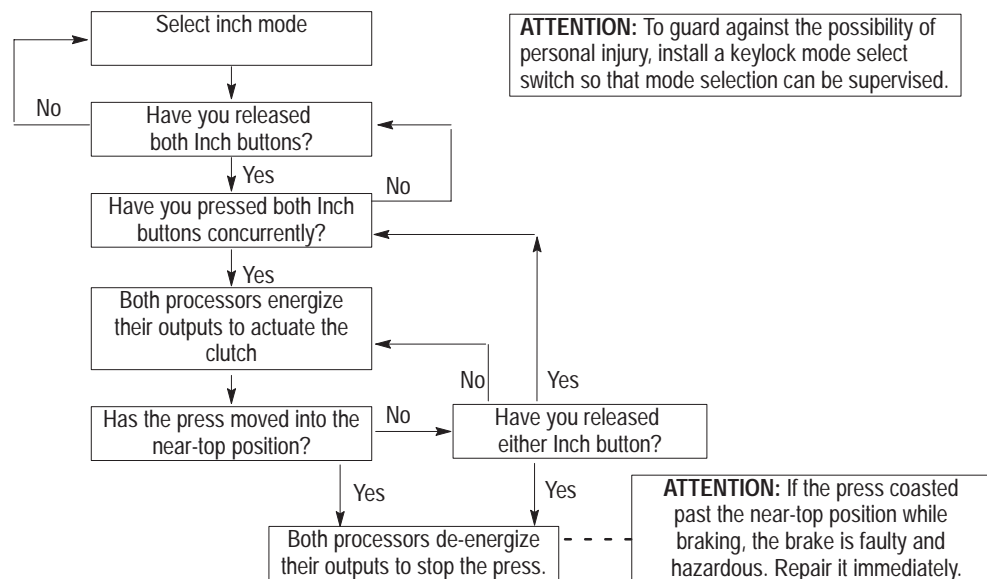 Select inch mode
ATTENTION: To guard against the possibility of
personal injury, install a keylock mode select
switch so that mode selection can be supervised.
No
Have you released
both Inch buttons?
Yes
No
Have you pressed both Inch
buttons concurrently?
Yes
Both processors energize
their outputs to actuate the
clutch
No
Yes
Has the press moved into the
near-top position?
No
Have you released
either Inch button?
Yes
Yes
ATTENTION: If the press coasted
past the near-top position while
braking, the brake is faulty and
hazardous. Repair it immediately.
Both processors de-energize
their outputs to stop the press.